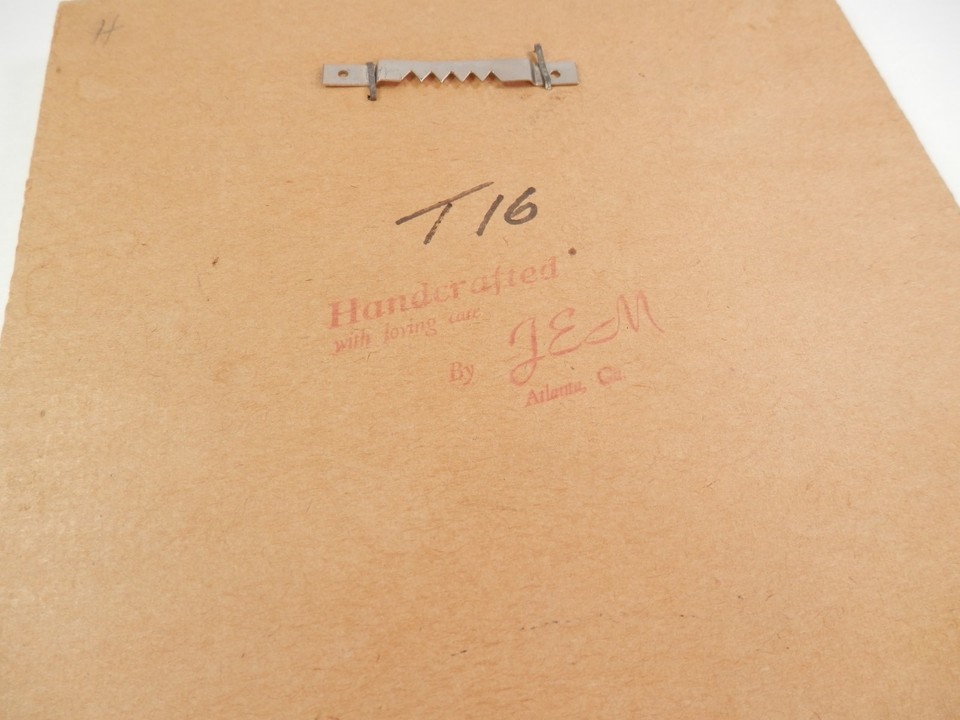 H
T16
Handcrafted
with loving care
By JEM
Atlanta, Ga.